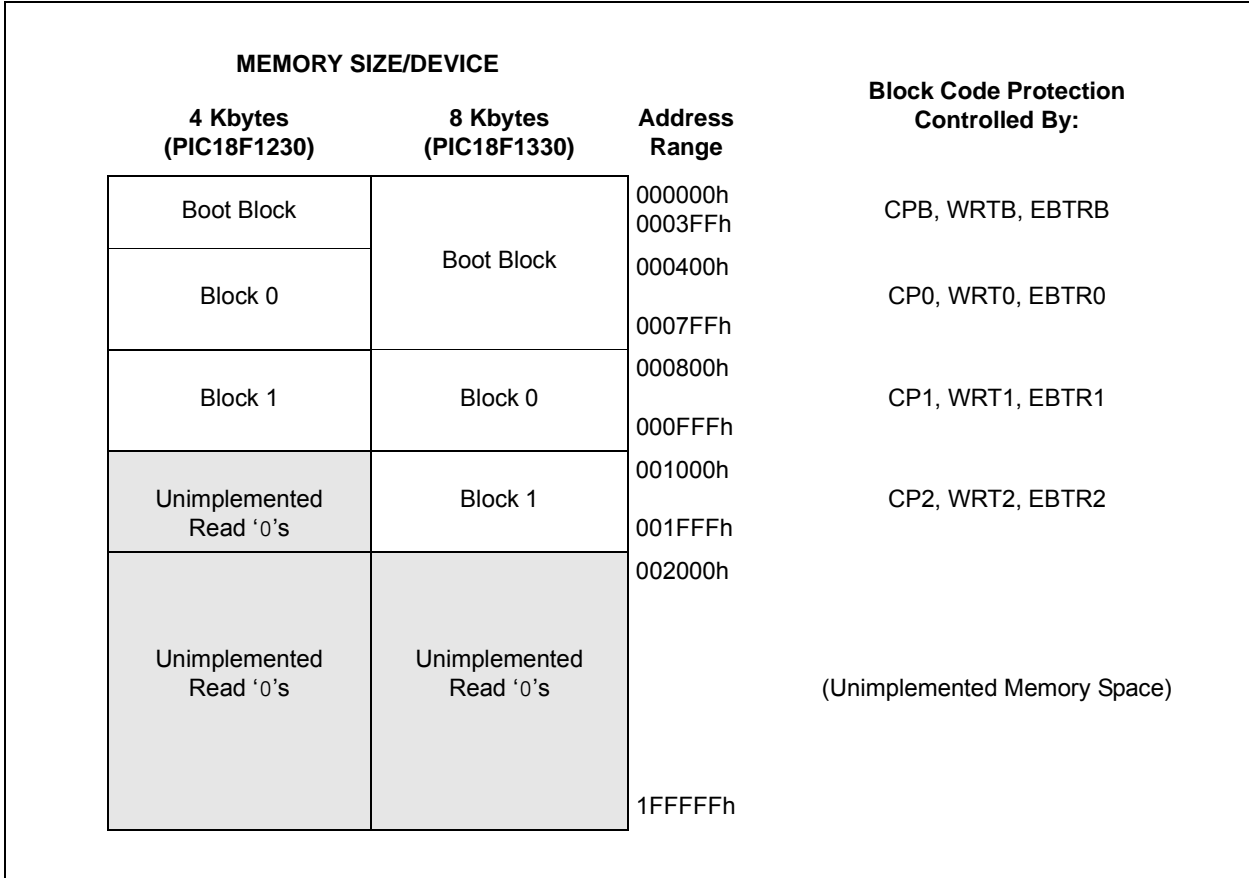 MEMORY SIZE/DEVICE
Block Code Protection
Controlled By:
4 Kbytes
(PIC18F1230)
8 Kbytes
(PIC18F1330)
Address
Range
Boot Block
Boot Block
000000h
0003FFh
CPB, WRTB, EBTRB
Block 0
000400h
0007FFh
CP0, WRT0, EBTR0
Block 1
Block 0
000800h
000FFFh
CP1, WRT1, EBTR1
Unimplemented
Read ‘0’s
Block 1
001000h
001FFFh
CP2, WRT2, EBTR2
Unimplemented
Read ‘0’s
Unimplemented
Read ‘0’s
002000h
1FFFFFh
(Unimplemented Memory Space)